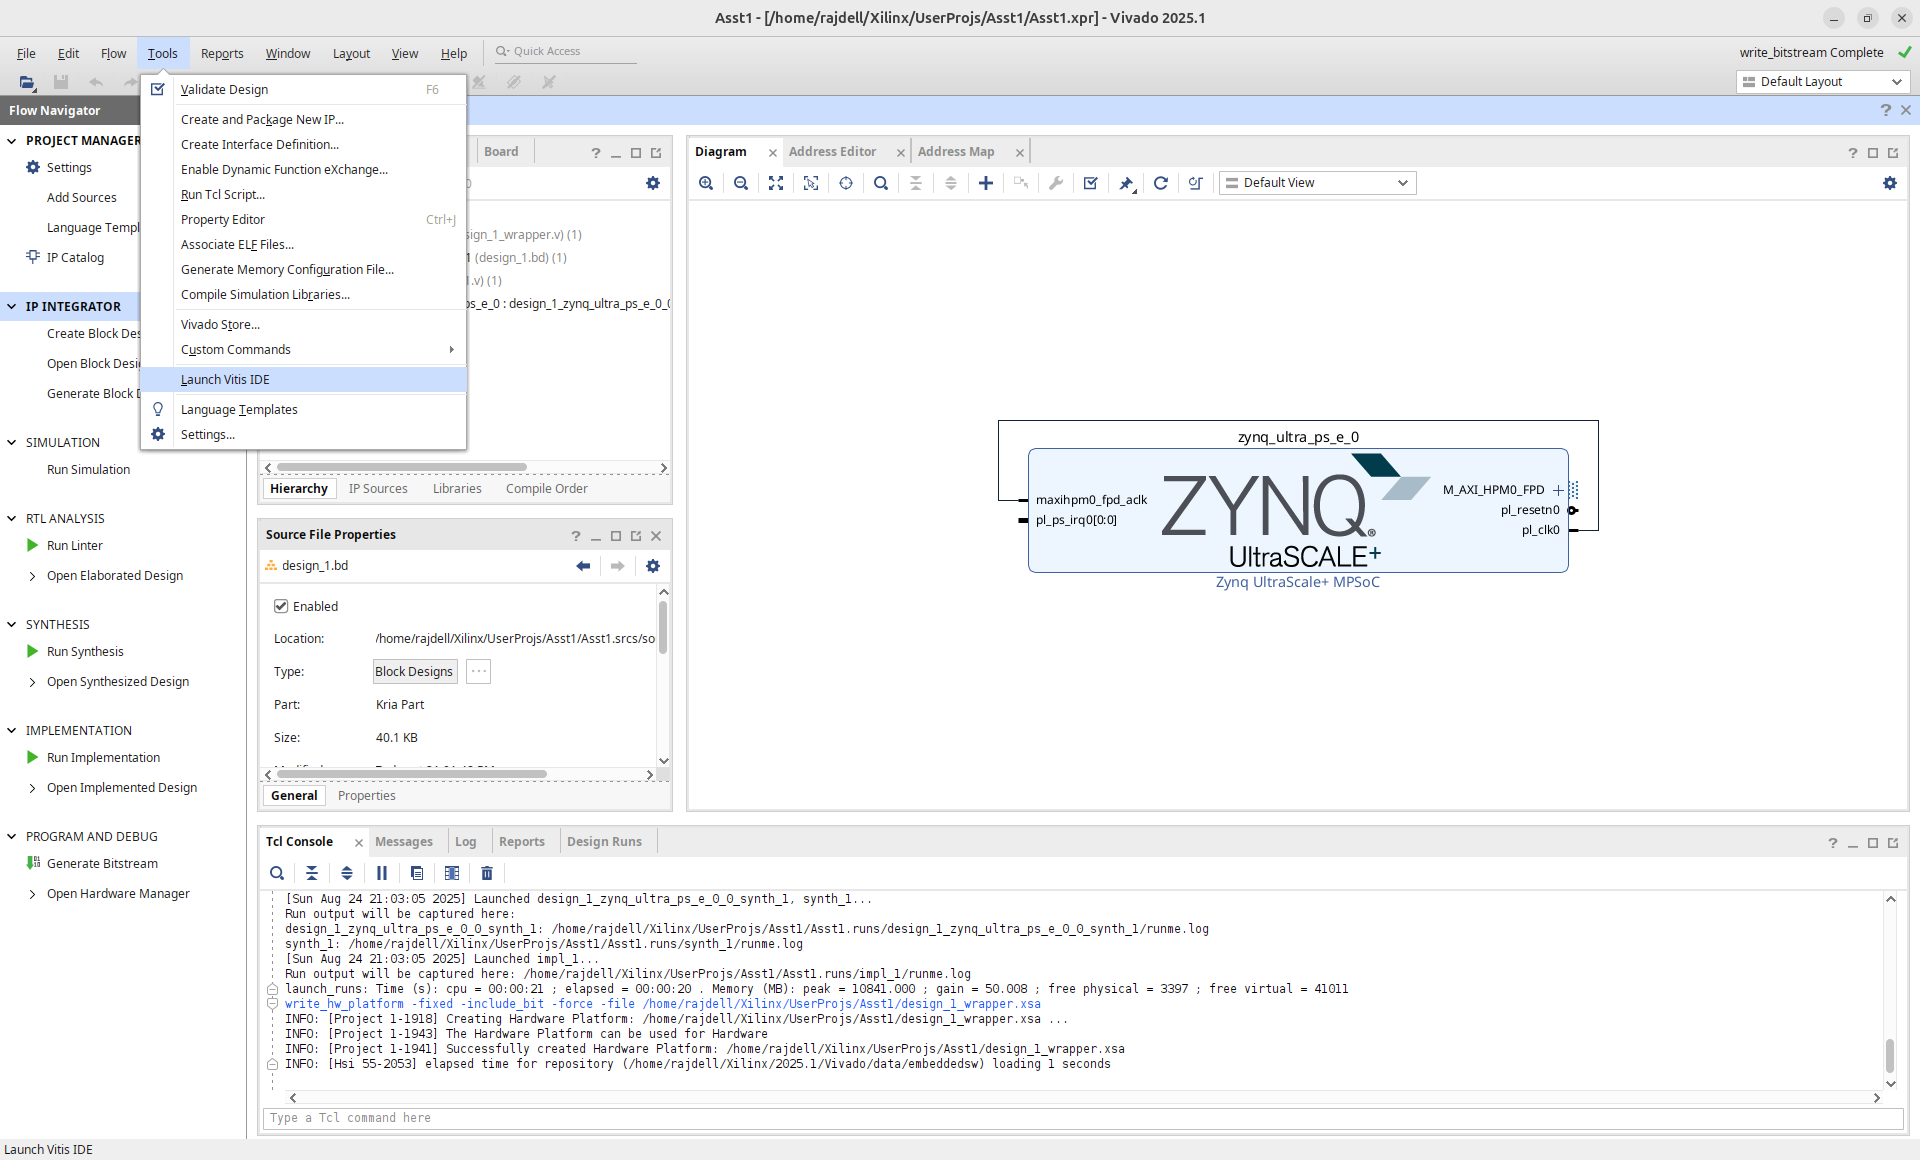 Asst1 - [/home/rajdell/Xilinx/UserProjs/Asst1/Asst1.xpr] - Vivado 2025.1
File Edit Flow Tools Reports Window Layout View Help Quick Access
write_bitstream Complete
Default Layout
Flow Navigator
PROJECT MANAGER
Settings
Add Sources
Language Templ
IP Catalog
IP INTEGRATOR
Create Block Des
Open Block Desi
Generate Block D
SIMULATION
Run Simulation
RTL ANALYSIS
Run Linter
Open Elaborated Design
SYNTHESIS
Run Synthesis
Open Synthesized Design
IMPLEMENTATION
Run Implementation
Open Implemented Design
PROGRAM AND DEBUG
Generate Bitstream
Open Hardware Manager
Validate Design F6
Create and Package New IP...
Create Interface Definition...
Enable Dynamic Function eXchange...
Run Tcl Script...
Property Editor Ctrl+J
Associate ELF Files...
Generate Memory Configuration File...
Compile Simulation Libraries...
Vivado Store...
Custom Commands
Launch Vitis IDE
Language Templates
Settings...
Board
sign_1_wrapper.v) (1)
1 (design_1.bd) (1)
.v) (1)
ps_e_0 : design_1_zynq_ultra_ps_e_0_0
Hierarchy IP Sources Libraries Compile Order
Source File Properties
design_1.bd
Enabled
Location: /home/rajdell/Xilinx/UserProjs/Asst1/Asst1.srcs/so
Type: Block Designs ...
Part: Kria Part
Size: 40.1 KB
General Properties
Diagram Address Editor Address Map
Default View
zynq_ultra_ps_e_0
maxihpm0_fpd_aclk
pl_ps_irq0[0:0]
ZYNQ®
UltraSCALE+
M_AXI_HPM0_FPD
pl_resetn0
pl_clk0
Zynq UltraScale+ MPSoC
Tcl Console Messages Log Reports Design Runs
[Sun Aug 24 21:03:05 2025] Launched design_1_zynq_ultra_ps_e_0_0_synth_1, synth_1...
Run output will be captured here:
design_1_zynq_ultra_ps_e_0_0_synth_1: /home/rajdell/Xilinx/UserProjs/Asst1/Asst1.runs/design_1_zynq_ultra_ps_e_0_0_synth_1/runme.log
synth_1: /home/rajdell/Xilinx/UserProjs/Asst1/Asst1.runs/synth_1/runme.log
[Sun Aug 24 21:03:05 2025] Launched impl_1...
Run output will be captured here: /home/rajdell/Xilinx/UserProjs/Asst1/Asst1.runs/impl_1/runme.log
launch_runs: Time (s): cpu = 00:00:21 ; elapsed = 00:00:20 . Memory (MB): peak = 10841.000 ; gain = 50.008 ; free physical = 3397 ; free virtual = 41011
write_hw_platform -fixed -include_bit -force -file /home/rajdell/Xilinx/UserProjs/Asst1/design_1_wrapper.xsa
INFO: [Project 1-1918] Creating Hardware Platform: /home/rajdell/Xilinx/UserProjs/Asst1/design_1_wrapper.xsa ...
INFO: [Project 1-1943] The Hardware Platform can be used for Hardware
INFO: [Project 1-1941] Successfully created Hardware Platform: /home/rajdell/Xilinx/UserProjs/Asst1/design_1_wrapper.xsa
INFO: [Hsi 55-2053] elapsed time for repository (/home/rajdell/Xilinx/2025.1/Vivado/data/embeddedsw) loading 1 seconds
Type a Tcl command here
Launch Vitis IDE